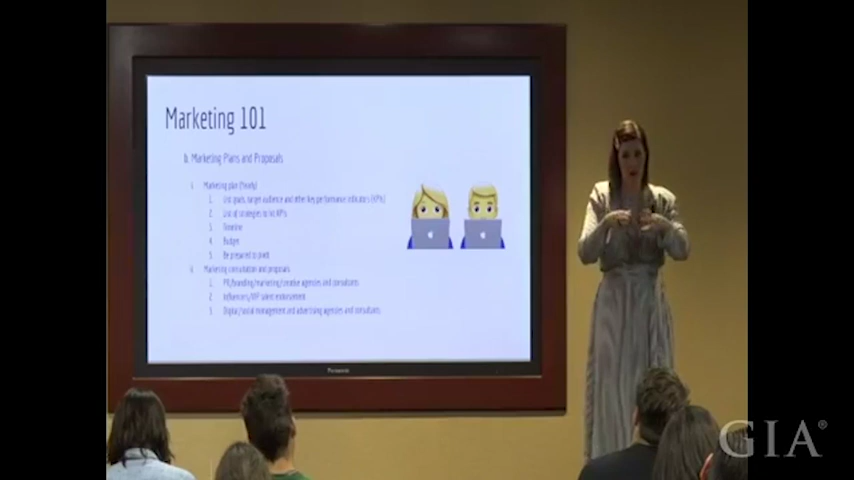 Marketing 101
b. Marketing Plans and Proposals
i. Marketing plan (Yearly)
1. List goals, target audience and other key performance indicators (KPIs)
2. List of strategies to hit KPIs
3. Timeline
4. Budget
5. Be prepared to pivot
ii. Marketing consultation and proposals
1. PR/branding/marketing/creative agencies and consultants
2. Influencers/VIP talent endorsement
3. Digital/social management and advertising agencies and consultants
Panasonic
GIA®